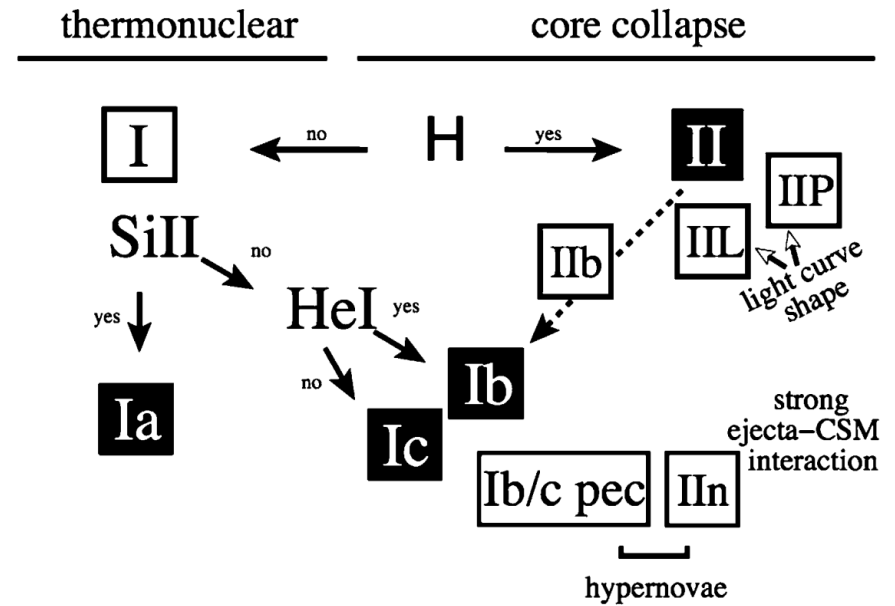 thermonuclear
core collapse
I
no
H
yes
II
IIP
SiII
no
IIb
IIL
light curve
shape
yes
HeI
yes
no
Ia
Ib
Ic
strong
ejecta–CSM
interaction
Ib/c pec
IIn
hypernovae